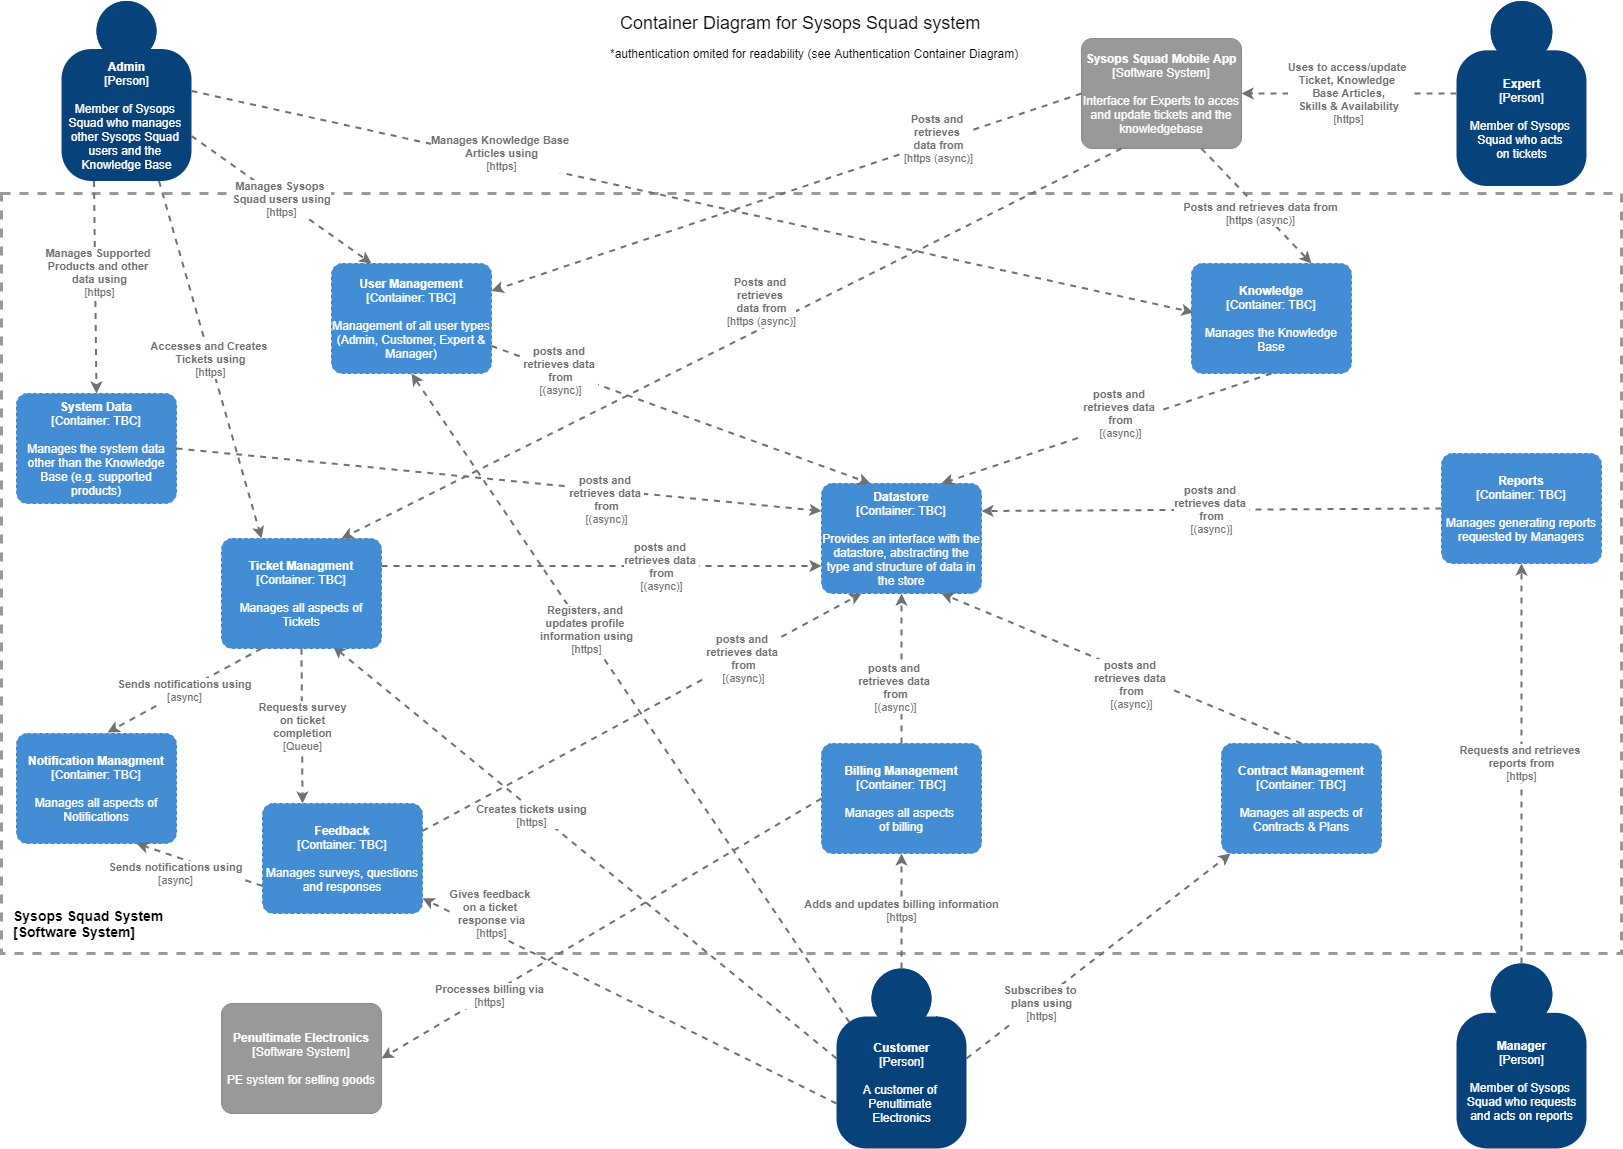 Container Diagram for Sysops Squad system
*authentication omited for readability (see Authentication Container Diagram)
Admin
[Person]
Member of Sysops
Squad who manages
other Sysops Squad
users and the
Knowledge Base
Sysops Squad Mobile App
[Software System]
Interface for Experts to acces
and update tickets and the
knowledgebase
Uses to access/update
Ticket, Knowledge
Base Articles,
Skills & Availability
[https]
Expert
[Person]
Member of Sysops
Squad who acts
on tickets
Manages Knowledge Base
Articles using
[https]
Posts and
retrieves
data from
[https (async)]
Manages Sysops
Squad users using
[https]
Posts and retrieves data from
[https (async)]
Manages Supported
Products and other
data using
[https]
User Management
[Container: TBC]
Management of all user types
(Admin, Customer, Expert &
Manager)
Posts and
retrieves
data from
[https (async)]
Knowledge
[Container: TBC]
Manages the Knowledge
Base
Accesses and Creates
Tickets using
[https]
posts and
retrieves data
from
[(async)]
posts and
retrieves data
from
[(async)]
System Data
[Container: TBC]
Manages the system data
other than the Knowledge
Base (e.g. supported
products)
posts and
retrieves data
from
[(async)]
Datastore
[Container: TBC]
Provides an interface with the
datastore, abstracting the
type and structure of data in
the store
posts and
retrieves data
from
[(async)]
Reports
[Container: TBC]
Manages generating reports
requested by Managers
Ticket Managment
[Container: TBC]
Manages all aspects of
Tickets
posts and
retrieves data
from
[(async)]
Registers, and
updates profile
information using
[https]
posts and
retrieves data
from
[(async)]
posts and
retrieves data
from
[(async)]
posts and
retrieves data
from
[(async)]
Sends notifications using
[async]
Requests survey
on ticket
completion
[Queue]
Notification Managment
[Container: TBC]
Manages all aspects of
Notifications
Billing Management
[Container: TBC]
Manages all aspects
of billing
Contract Management
[Container: TBC]
Manages all aspects of
Contracts & Plans
Requests and retrieves
reports from
[https]
Feedback
[Container: TBC]
Manages surveys, questions
and responses
Creates tickets using
[https]
Sends notifications using
[async]
Gives feedback
on a ticket
response via
[https]
Adds and updates billing information
[https]
Sysops Squad System
[Software System]
Processes billing via
[https]
Subscribes to
plans using
[https]
Penultimate Electronics
[Software System]
PE system for selling goods
Customer
[Person]
A customer of
Penultimate
Electronics
Manager
[Person]
Member of Sysops
Squad who requests
and acts on reports